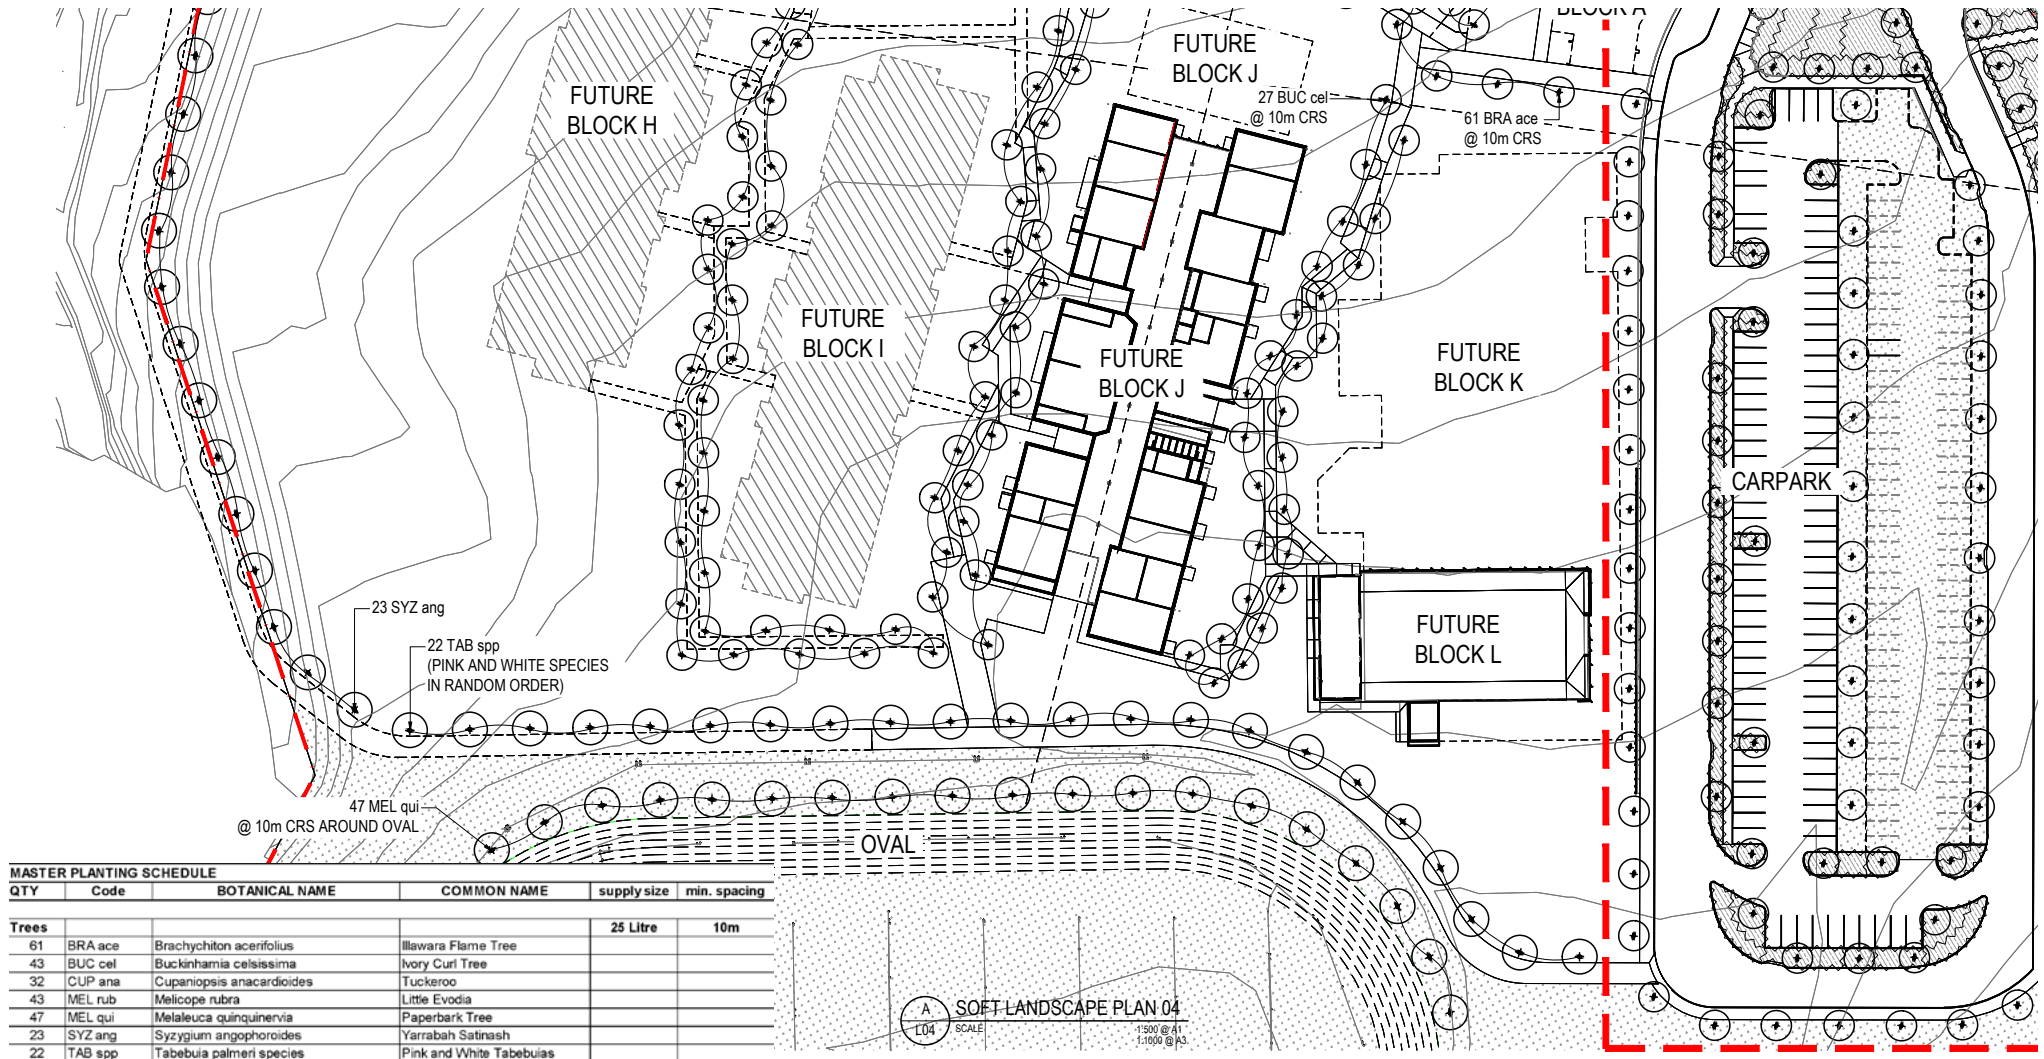 BLOCK A
FUTURE
BLOCK J
FUTURE
BLOCK H
27 BUC cel
@ 10m CRS
61 BRA ace
@ 10m CRS
FUTURE
BLOCK I
FUTURE
BLOCK J
FUTURE
BLOCK K
CARPARK
23 SYZ ang
22 TAB spp
(PINK AND WHITE SPECIES
IN RANDOM ORDER)
FUTURE
BLOCK L
47 MEL qui
@ 10m CRS AROUND OVAL
OVAL
MASTER PLANTING SCHEDULE
QTY Code BOTANICAL NAME COMMON NAME supply size min. spacing
Trees 25 Litre 10m
61 BRA ace Brachychiton acerifolius Illawara Flame Tree
43 BUC cel Buckinhamia celsissima Ivory Curl Tree
32 CUP ana Cupaniopsis anacardioides Tuckeroo
43 MEL rub Melicope rubra Little Evodia
47 MEL qui Melaleuca quinquinervia Paperbark Tree
23 SYZ ang Syzygium angophoroides Yarrabah Satinash
22 TAB spp Tabebuia palmeri species Pink and White Tabebuias
A
L04
SOFT LANDSCAPE PLAN 04
SCALE
1:500 @ A1
1:1000 @ A3